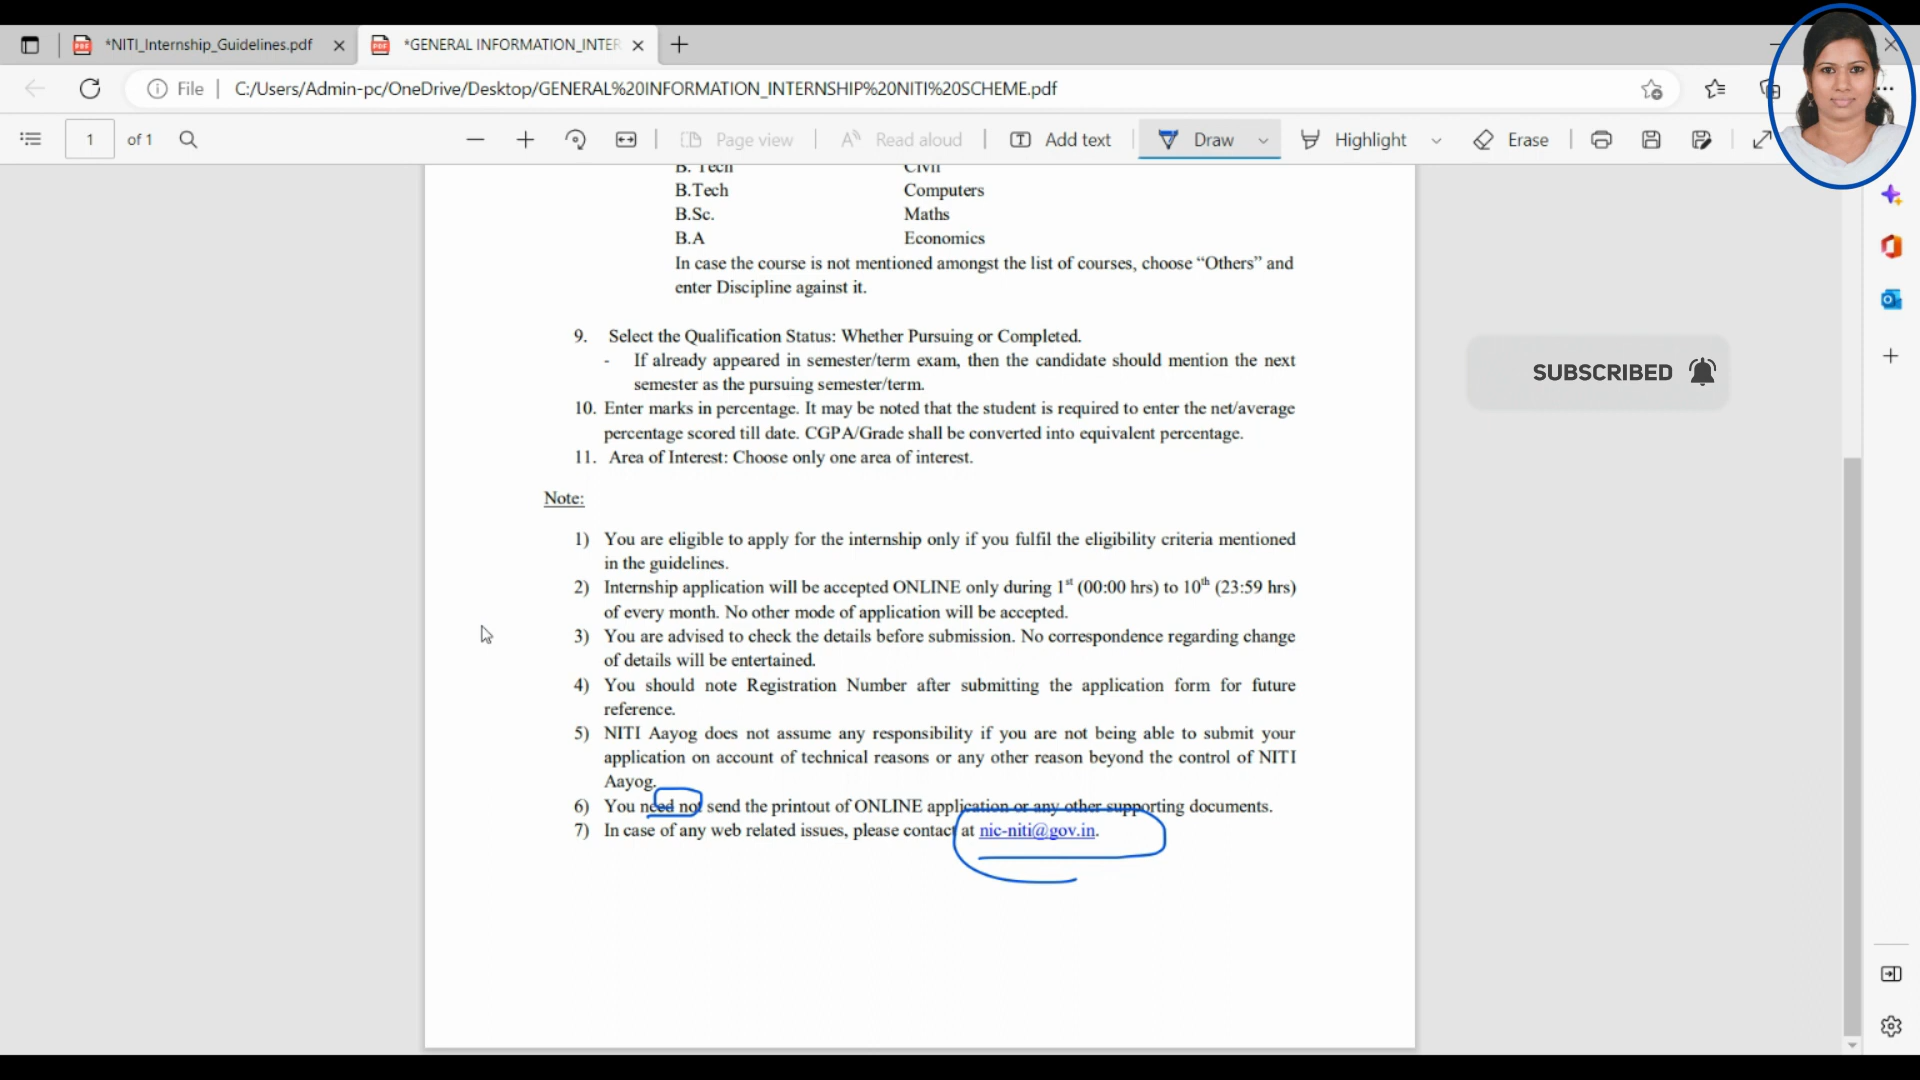 *NITI_Internship_Guidelines.pdf
*GENERAL INFORMATION_INTER
File
C:/Users/Admin-pc/OneDrive/Desktop/GENERAL%20INFORMATION_INTERNSHIP%20NITI%20SCHEME.pdf
1 of 1
Page view
Read aloud
Add text
Draw
Highlight
Erase
B. Tech Civil
B.Tech Computers
B.Sc. Maths
B.A Economics
In case the course is not mentioned amongst the list of courses, choose “Others” and
enter Discipline against it.
9. Select the Qualification Status: Whether Pursuing or Completed.
- If already appeared in semester/term exam, then the candidate should mention the next
semester as the pursuing semester/term.
10. Enter marks in percentage. It may be noted that the student is required to enter the net/average
percentage scored till date. CGPA/Grade shall be converted into equivalent percentage.
11. Area of Interest: Choose only one area of interest.
SUBSCRIBED
Note:
1) You are eligible to apply for the internship only if you fulfil the eligibility criteria mentioned
in the guidelines.
2) Internship application will be accepted ONLINE only during 1st (00:00 hrs) to 10th (23:59 hrs)
of every month. No other mode of application will be accepted.
3) You are advised to check the details before submission. No correspondence regarding change
of details will be entertained.
4) You should note Registration Number after submitting the application form for future
reference.
5) NITI Aayog does not assume any responsibility if you are not being able to submit your
application on account of technical reasons or any other reason beyond the control of NITI
Aayog.
6) You need not send the printout of ONLINE application or any other supporting documents.
7) In case of any web related issues, please contact at nic-niti@gov.in.